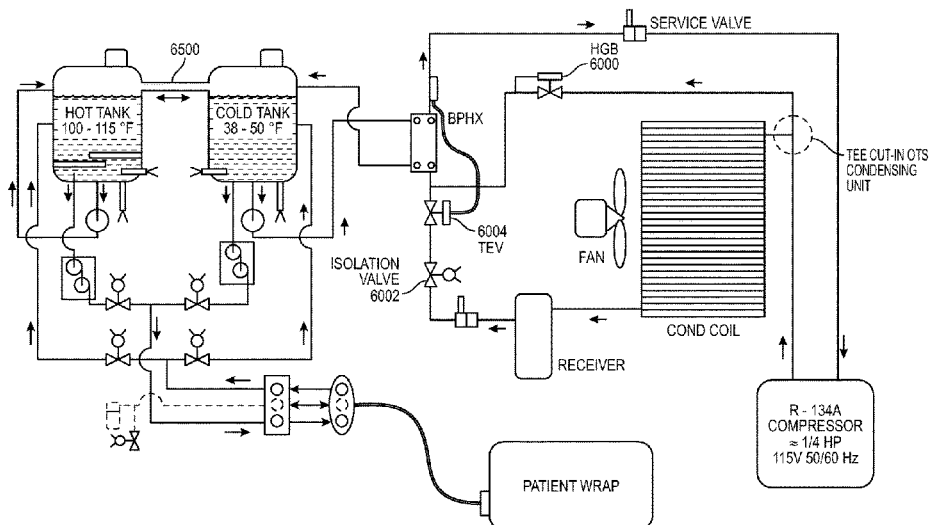 SERVICE VALVE
6500
HGB
6000
HOT TANK
100 - 115 °F
COLD TANK
38 - 50 °F
BPHX
TEE CUT-IN OTS
CONDENSING
UNIT
6004
TEV
FAN
ISOLATION
VALVE
6002
COND COIL
RECEIVER
R - 134A
COMPRESSOR
≈ 1/4 HP
115V 50/60 Hz
PATIENT WRAP